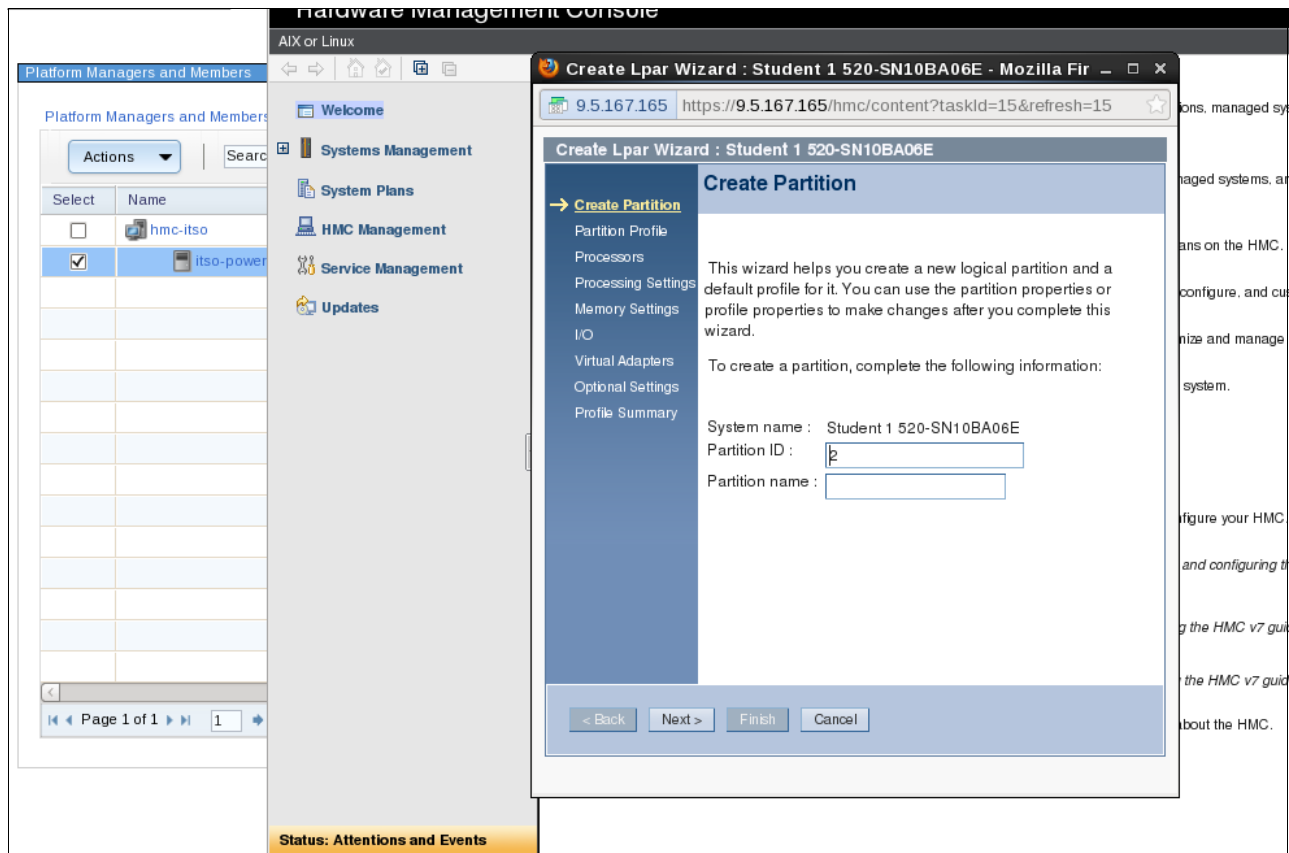 Hardware Management Console
AIX or Linux
Platform Managers and Members
Platform Managers and Members
Actions
Searc
Select Name
hmc-itso
itso-power
Page 1 of 1
1
Welcome
Systems Management
System Plans
HMC Management
Service Management
Updates
Status: Attentions and Events
Create Lpar Wizard : Student 1 520-SN10BA06E - Mozilla Fir
9.5.167.165 https://9.5.167.165/hmc/content?taskId=15&refresh=15
Create Lpar Wizard : Student 1 520-SN10BA06E
Create Partition
Partition Profile
Processors
Processing Settings
Memory Settings
I/O
Virtual Adapters
Optional Settings
Profile Summary
Create Partition
This wizard helps you create a new logical partition and a
default profile for it. You can use the partition properties or
profile properties to make changes after you complete this
wizard.
To create a partition, complete the following information:
System name : Student 1 520-SN10BA06E
Partition ID : 2
Partition name :
< Back Next > Finish Cancel
ions, managed sy
naged systems, ar
ans on the HMC.
configure, and cus
nize and manage
system.
nfigure your HMC.
and configuring th
g the HMC v7 guid
the HMC v7 guid
about the HMC.